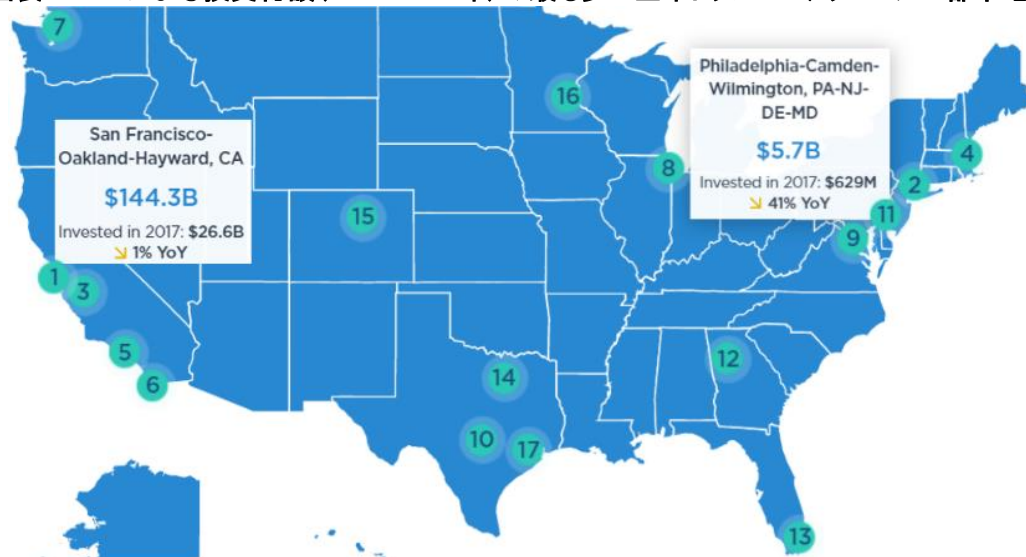 7
16
Philadelphia-Camden-
Wilmington, PA-NJ-
DE-MD
$5.7B
Invested in 2017: $629M
↘ 41% YoY
San Francisco-
Oakland-Hayward, CA
$144.3B
Invested in 2017: $26.6B
↘ 1% YoY
4
8
2
15
11
9
1
3
5
12
6
14
10
17
13